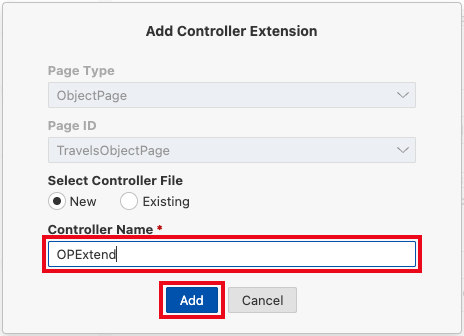 Add Controller Extension
Page Type
ObjectPage
Page ID
TravelsObjectPage
Select Controller File
New Existing
Controller Name *
OPExtend
Add Cancel